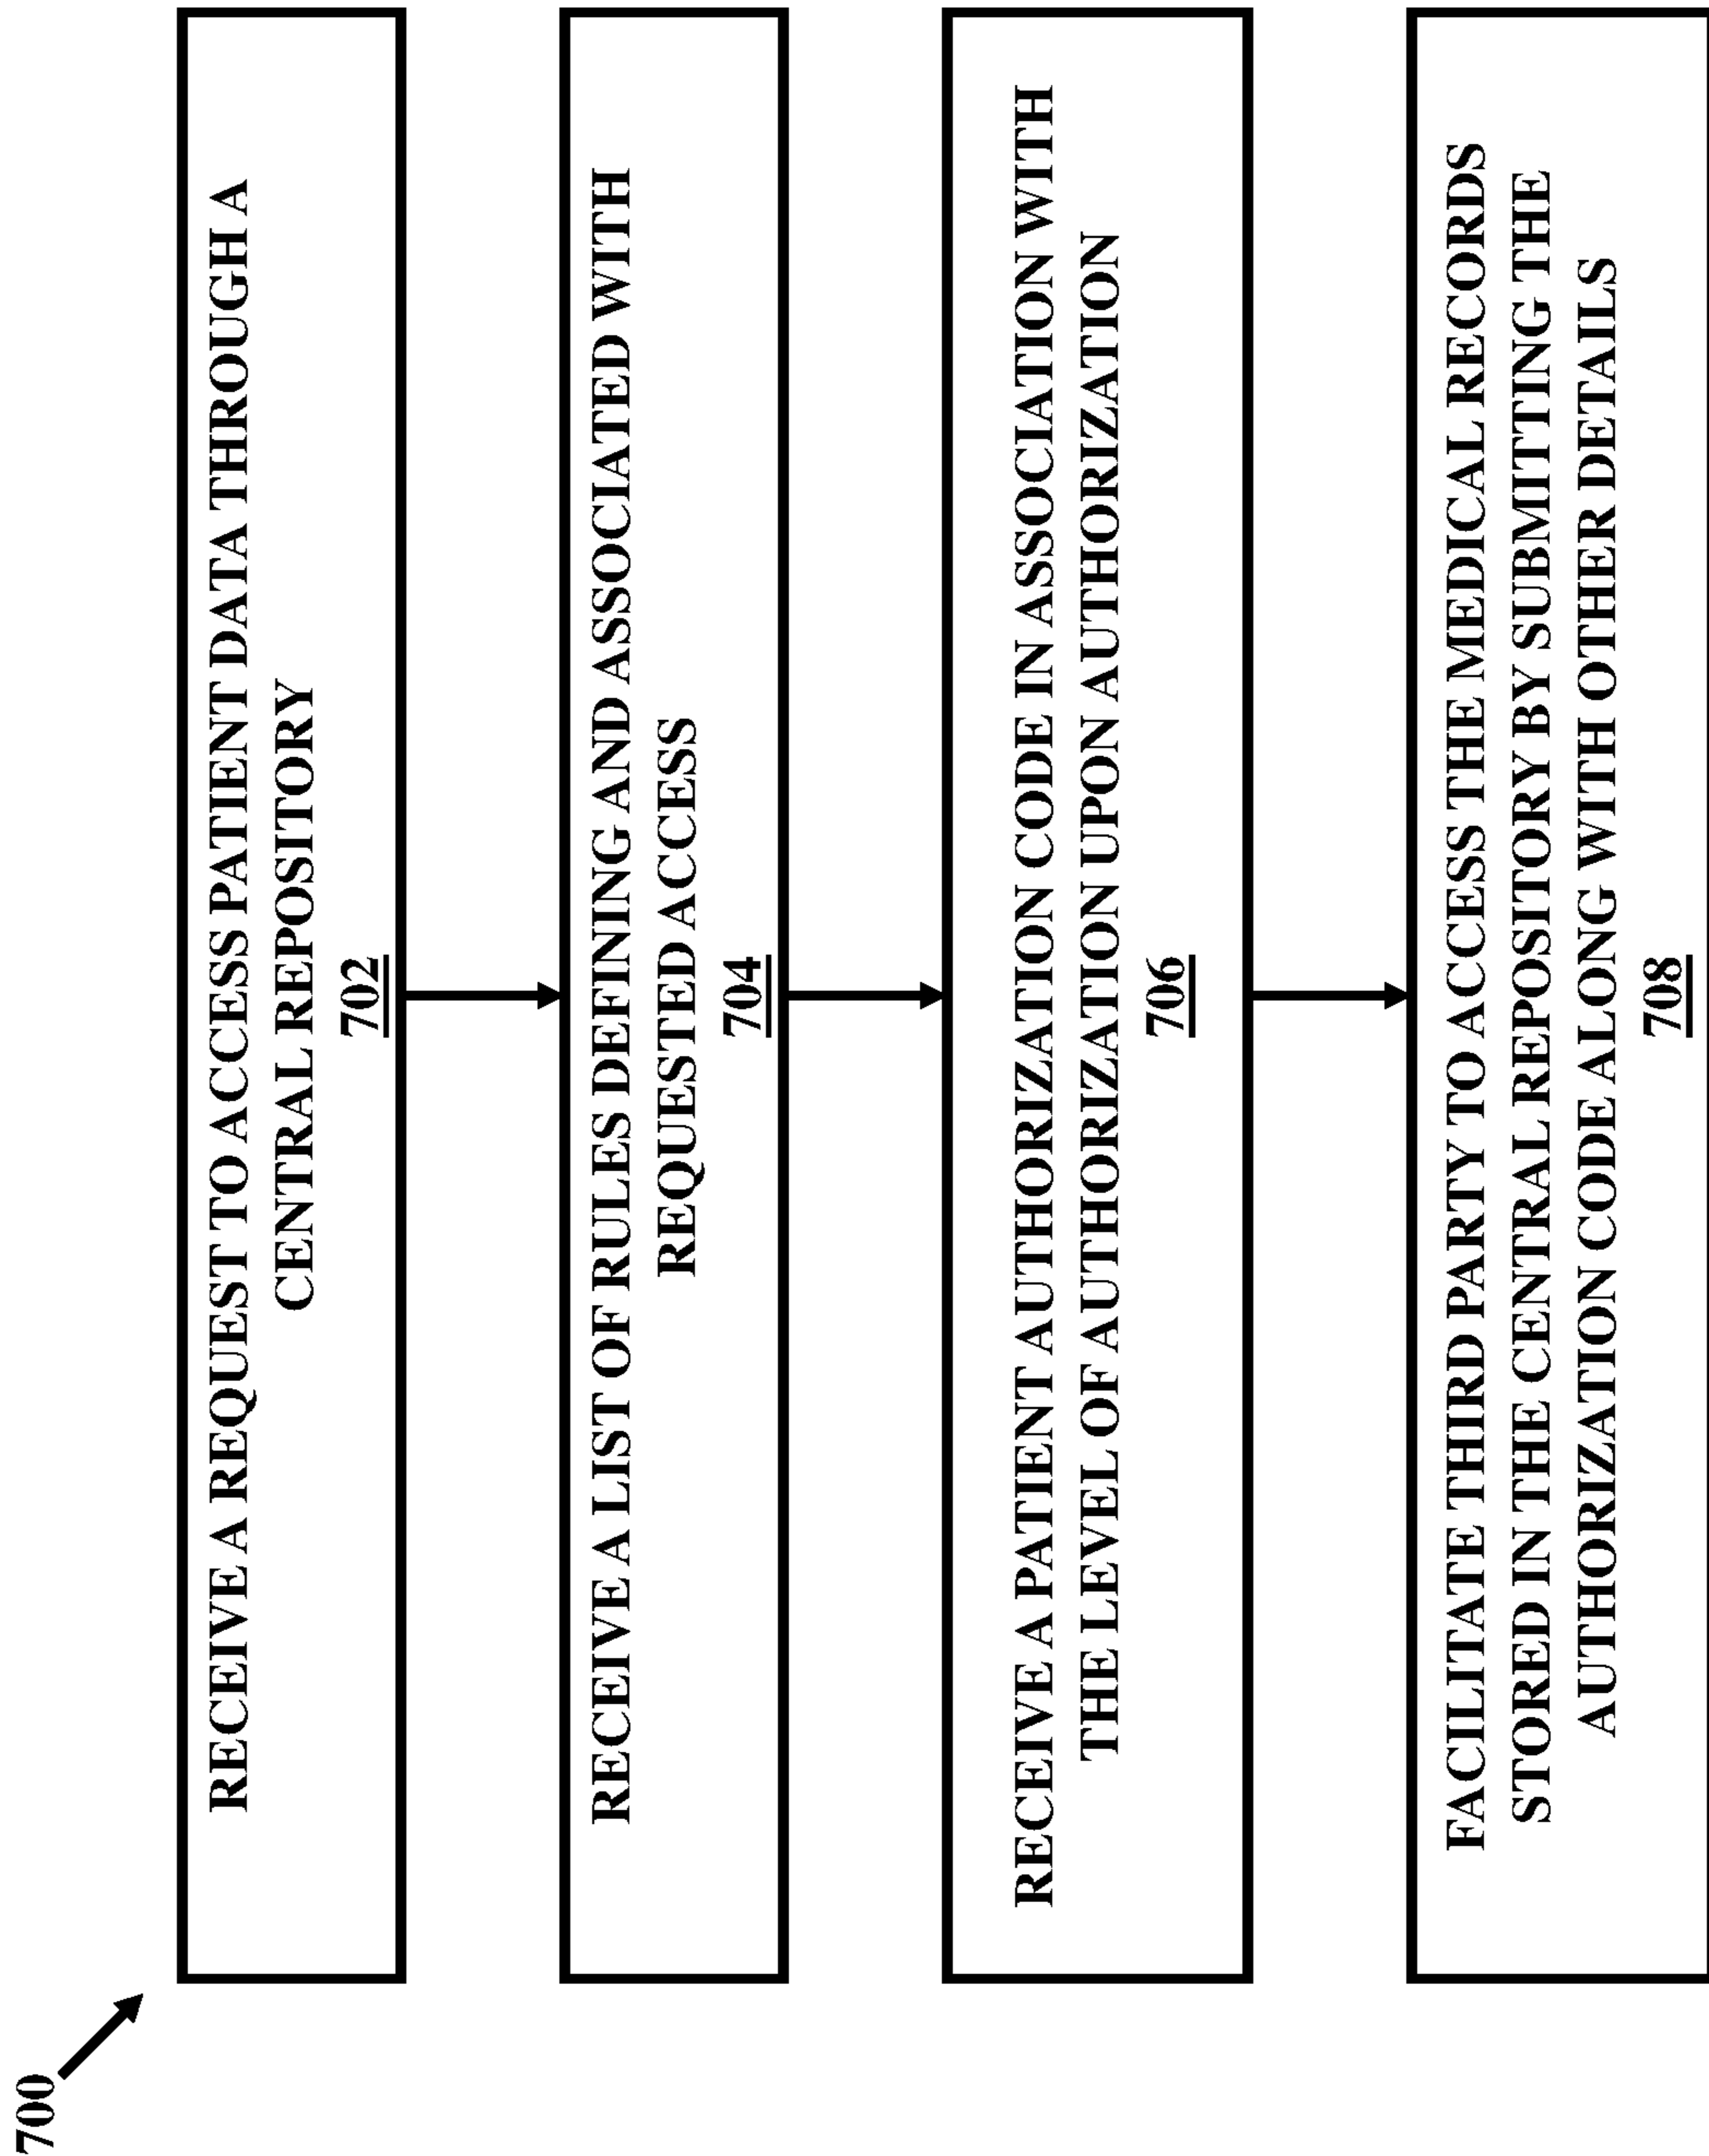 700
RECEIVE A REQUEST TO ACCESS PATIENT DATA THROUGH A
CENTRAL REPOSITORY
702
RECEIVE A LIST OF RULES DEFINING AND ASSOCIATED WITH
REQUESTED ACCESS
704
RECEIVE A PATIENT AUTHORIZATION CODE IN ASSOCIATION WITH
THE LEVEL OF AUTHORIZATION UPON AUTHORIZATION
706
FACILITATE THIRD PARTY TO ACCESS THE MEDICAL RECORDS
STORED IN THE CENTRAL REPOSITORY BY SUBMITTING THE
AUTHORIZATION CODE ALONG WITH OTHER DETAILS
708